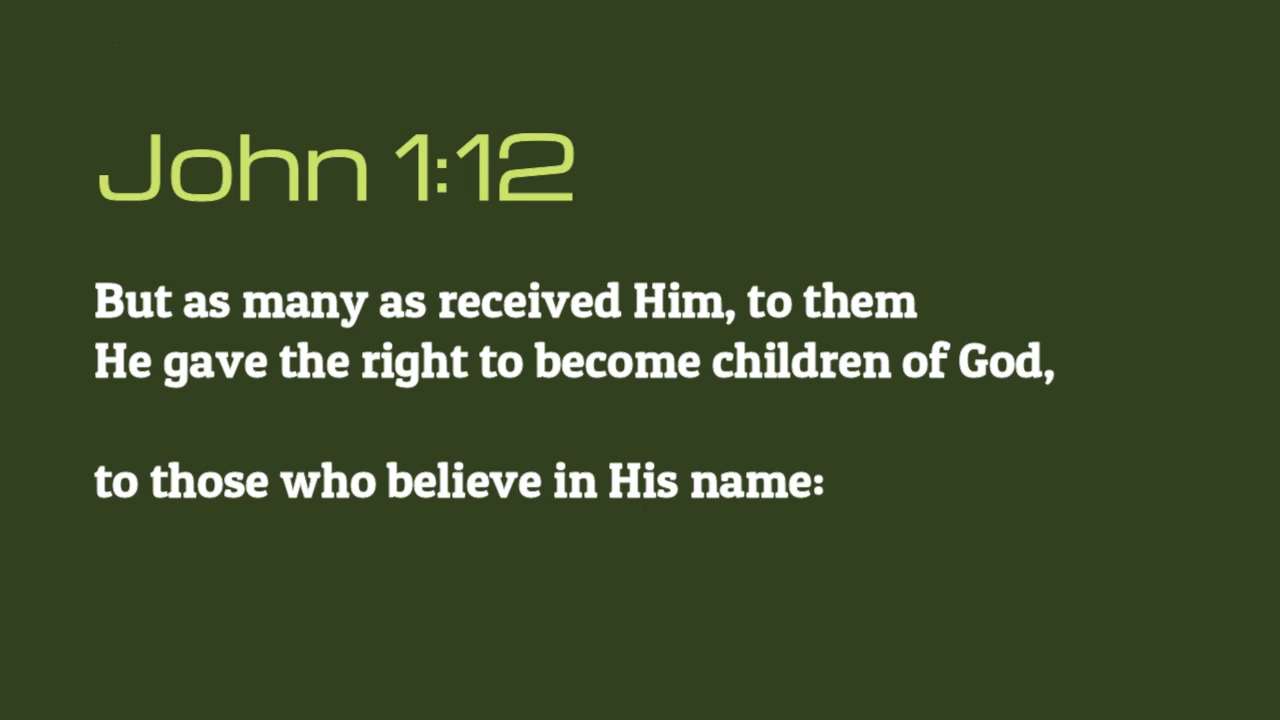 John 1:12
But as many as received Him, to them
He gave the right to become children of God,
to those who believe in His name: